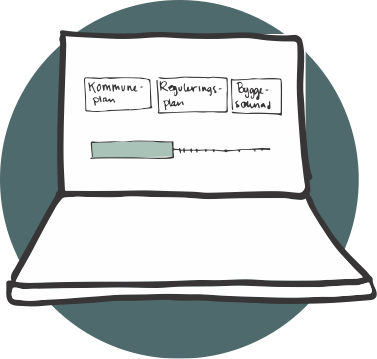 Kommune-
plan
Regulerings-
plan
Bygge-
søknad